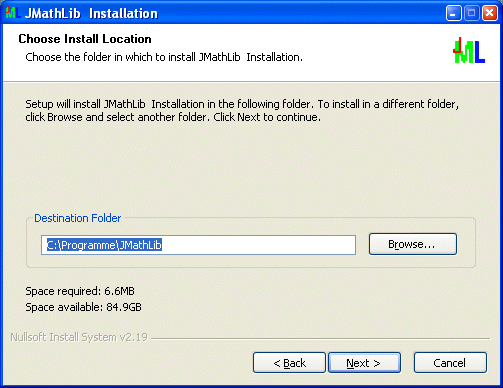 JMathLib  Installation
Choose Install Location
Choose the folder in which to install JMathLib  Installation.
ML
Setup will install JMathLib  Installation in the following folder. To install in a different folder,
click Browse and select another folder. Click Next to continue.
Destination Folder
C:\Programme\JMathLib
Browse...
Space required: 6.6MB
Space available: 84.9GB
Nullsoft Install System v2.19
< Back
Next >
Cancel